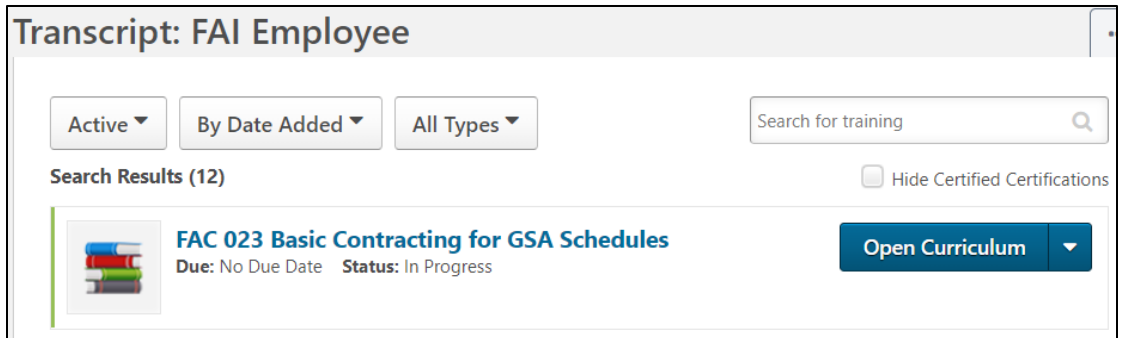 Transcript: FAI Employee
Active By Date Added All Types Search for training
Search Results (12) Hide Certified Certifications
FAC 023 Basic Contracting for GSA Schedules
Due: No Due Date Status: In Progress
Open Curriculum